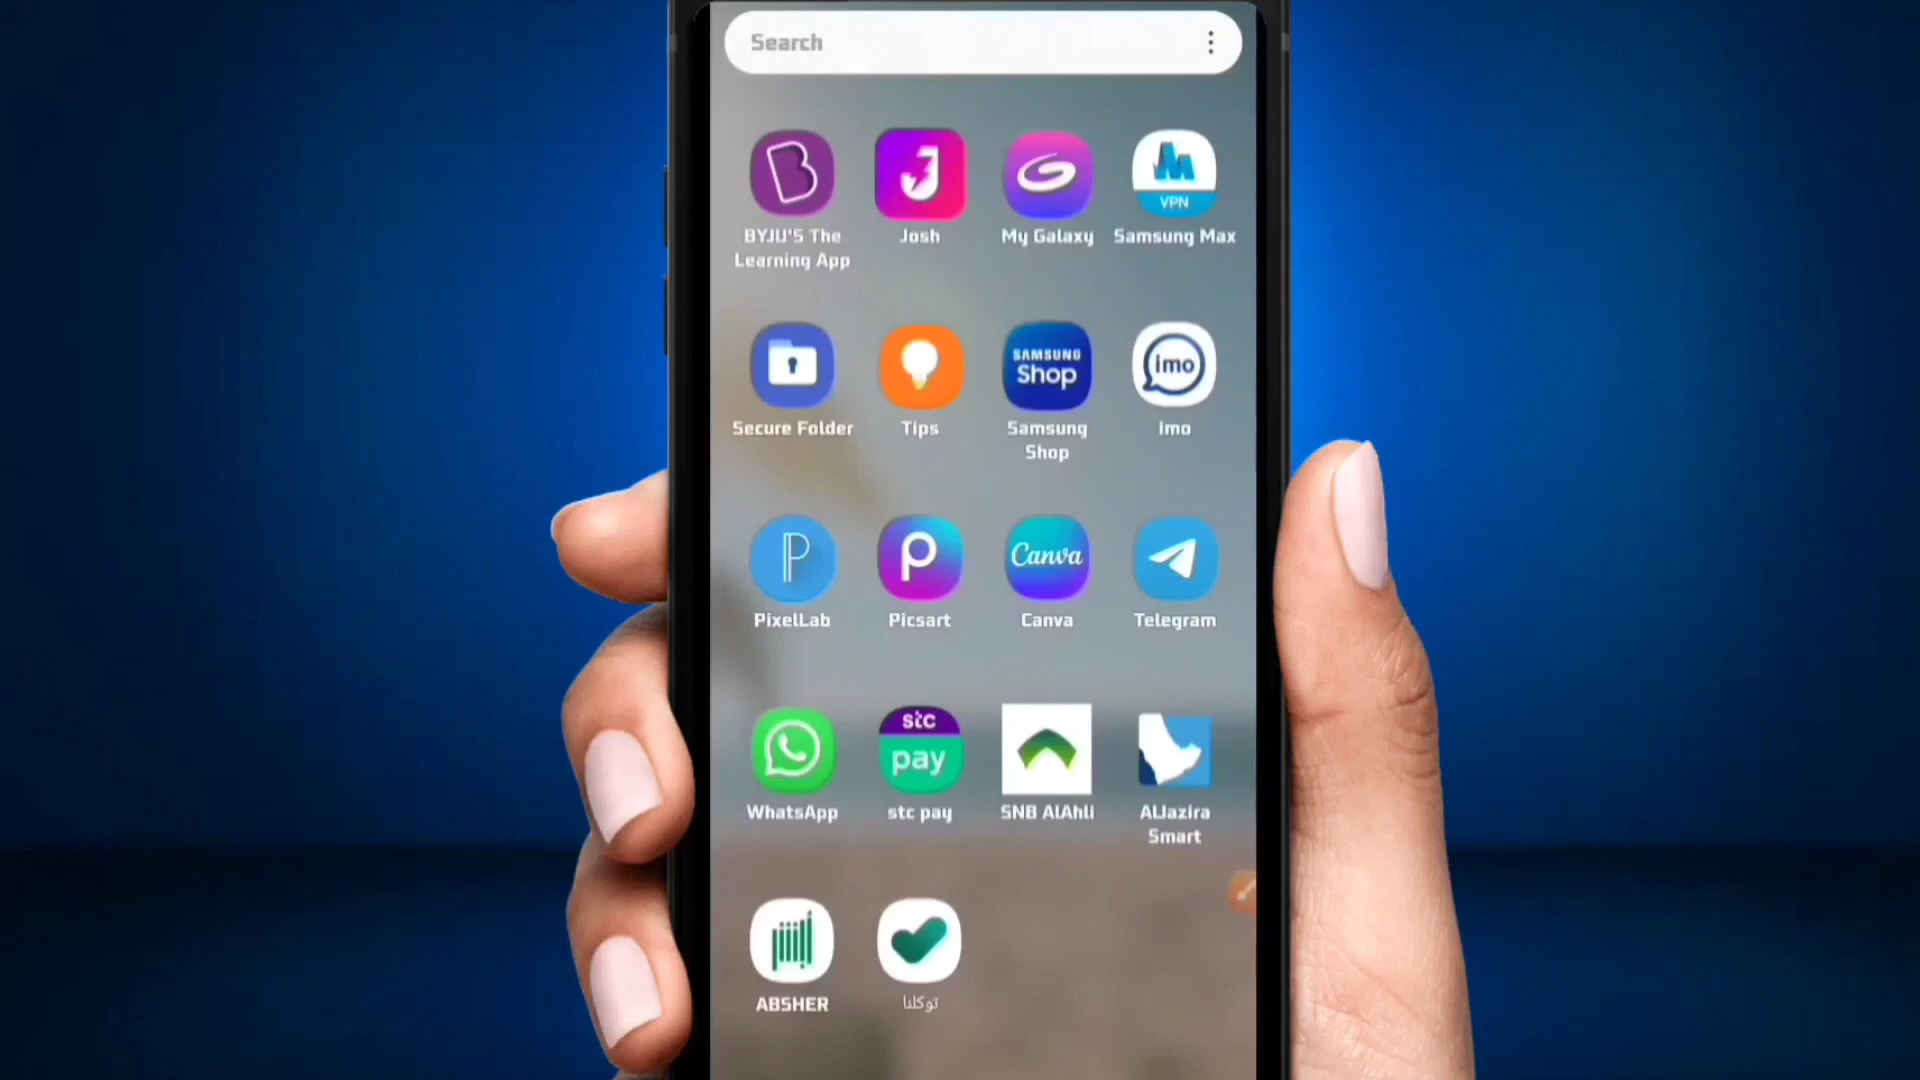 Search
BYJU'S The
Learning App
Josh
My Galaxy
VPN
Samsung Max
Secure Folder
Tips
SAMSUNG
Shop
Samsung
Shop
imo
imo
PixelLab
Picsart
Canva
Canva
Telegram
WhatsApp
stc
pay
stc pay
SNB AlAhli
AlJazira
Smart
ABSHER
توكلنا